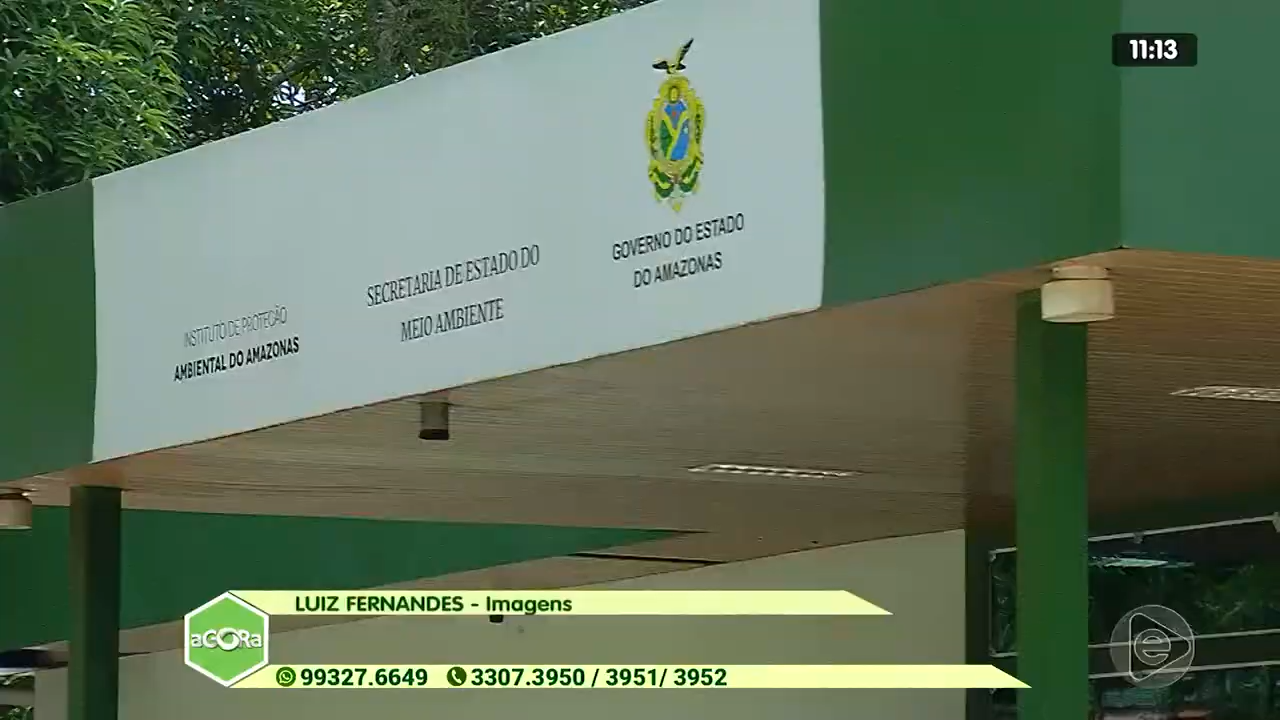 11:13
GOVERNO DO ESTADO
DO AMAZONAS
SECRETARIA DE ESTADO DO
MEIO AMBIENTE
INSTITUTO DE PROTEÇÃO
AMBIENTAL DO AMAZONAS
LUIZ FERNANDES - Imagens
aGORa
99327.6649 3307.3950 / 3951/ 3952
e